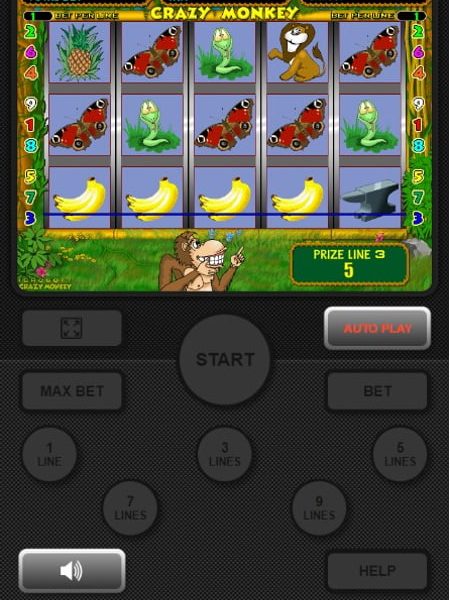 CRAZY MONKEY
1 BET PER LINE
BET PER LINE 1
2
2
6
6
4
4
9
9
1
1
8
8
5
5
7
7
3
3
PRIZE LINE 3
5
CRAZY MONKEY
AUTO PLAY
START
MAX BET
BET
1
LINE
3
LINES
5
LINES
7
LINES
9
LINES
HELP